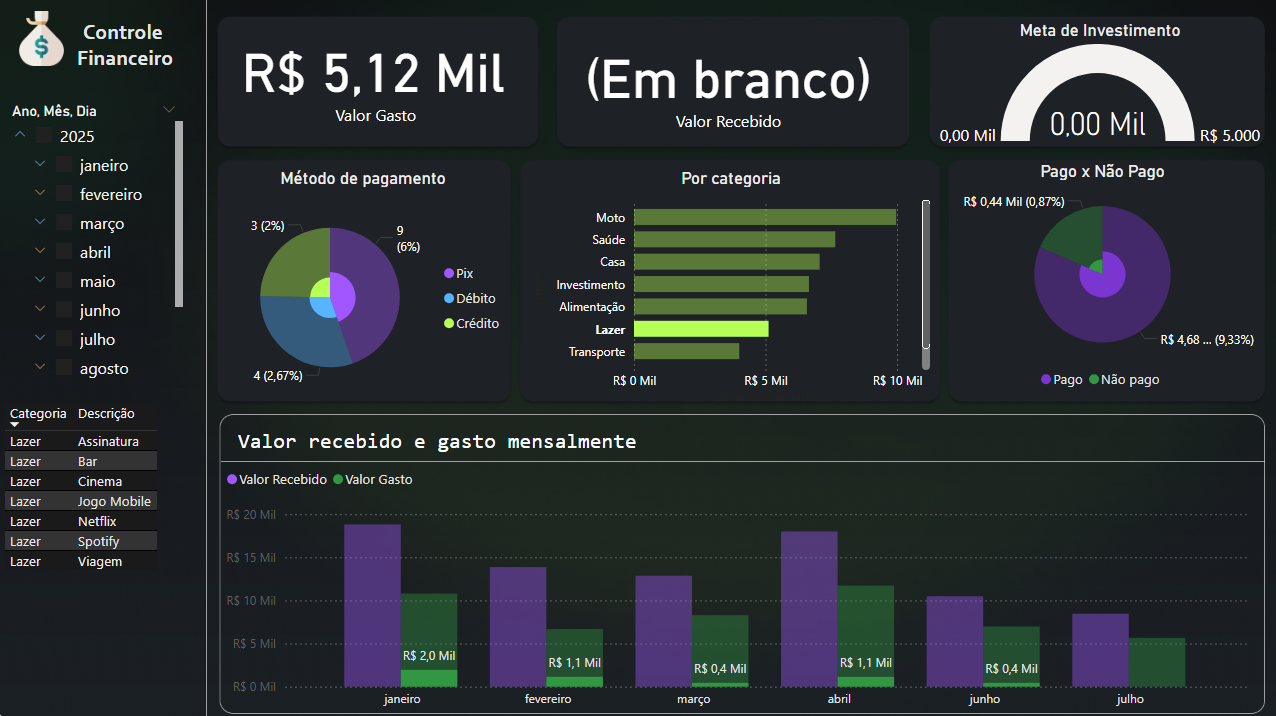 Controle
Financeiro
Ano, Mês, Dia
2025
janeiro
fevereiro
março
abril
maio
junho
julho
agosto
Categoria Descrição
Lazer Assinatura
Lazer Bar
Lazer Cinema
Lazer Jogo Mobile
Lazer Netflix
Lazer Spotify
Lazer Viagem
R$ 5,12 Mil
Valor Gasto
(Em branco)
Valor Recebido
Meta de Investimento
0,00 Mil
0,00 Mil
R$ 5.000
Método de pagamento
3 (2%)
9
(6%)
4 (2,67%)
Pix
Débito
Crédito
Por categoria
Moto
Saúde
Casa
Investimento
Alimentação
Lazer
Transporte
R$ 0 Mil R$ 5 Mil R$ 10 Mil
Pago x Não Pago
R$ 0,44 Mil (0,87%)
R$ 4,68 ... (9,33%)
Pago Não pago
Valor recebido e gasto mensalmente
Valor Recebido Valor Gasto
R$ 20 Mil
R$ 15 Mil
R$ 10 Mil
R$ 5 Mil
R$ 0 Mil
R$ 2,0 Mil
R$ 1,1 Mil
R$ 0,4 Mil
R$ 1,1 Mil
R$ 0,4 Mil
janeiro fevereiro março abril junho julho